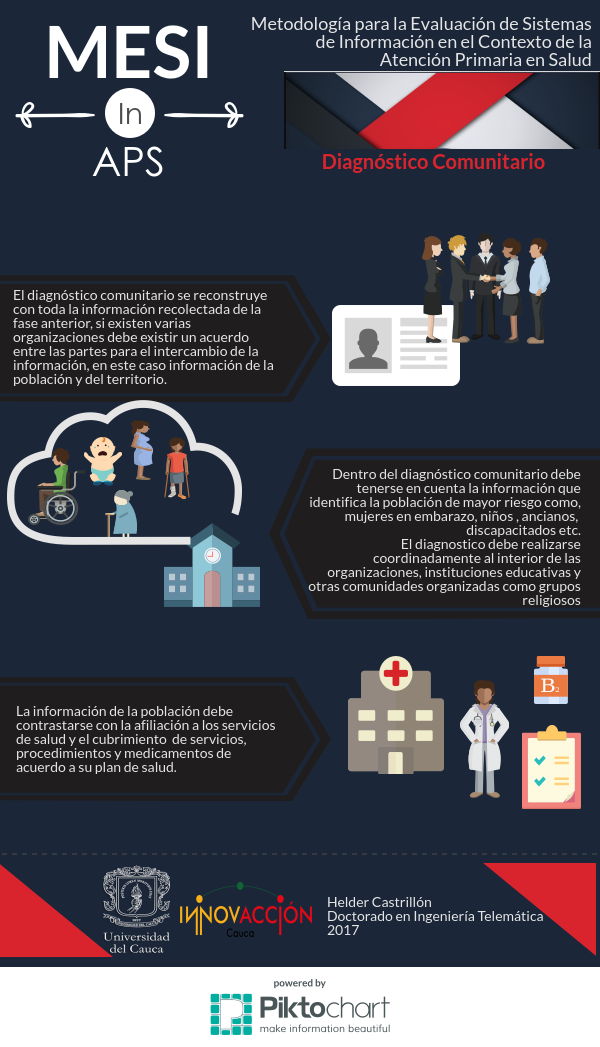 MESI
In
APS
Metodología para la Evaluación de Sistemas
de Información en el Contexto de la
Atención Primaria en Salud
Diagnóstico Comunitario
El diagnóstico comunitario se reconstruye
con toda la información recolectada de la
fase anterior, si existen varias
organizaciones debe existir un acuerdo
entre las partes para el intercambio de la
información, en este caso información de la
población y del territorio.
Dentro del diagnóstico comunitario debe
tenerse en cuenta la información que
identifica la población de mayor riesgo como,
mujeres en embarazo, niños , ancianos,
discapacitados etc.
El diagnostico debe realizarse
coordinadamente al interior de las
organizaciones, instituciones educativas y
otras comunidades organizadas como grupos
religiosos
La información de la población debe
contrastarse con la afiliación a los servicios
de salud y el cubrimiento de servicios,
procedimientos y medicamentos de
acuerdo a su plan de salud.
B2
Universidad
del Cauca
INNOVACCIÓN
Cauca
Helder Castrillón
Doctorado en Ingeniería Telemática
2017
powered by
Piktochart
make information beautiful